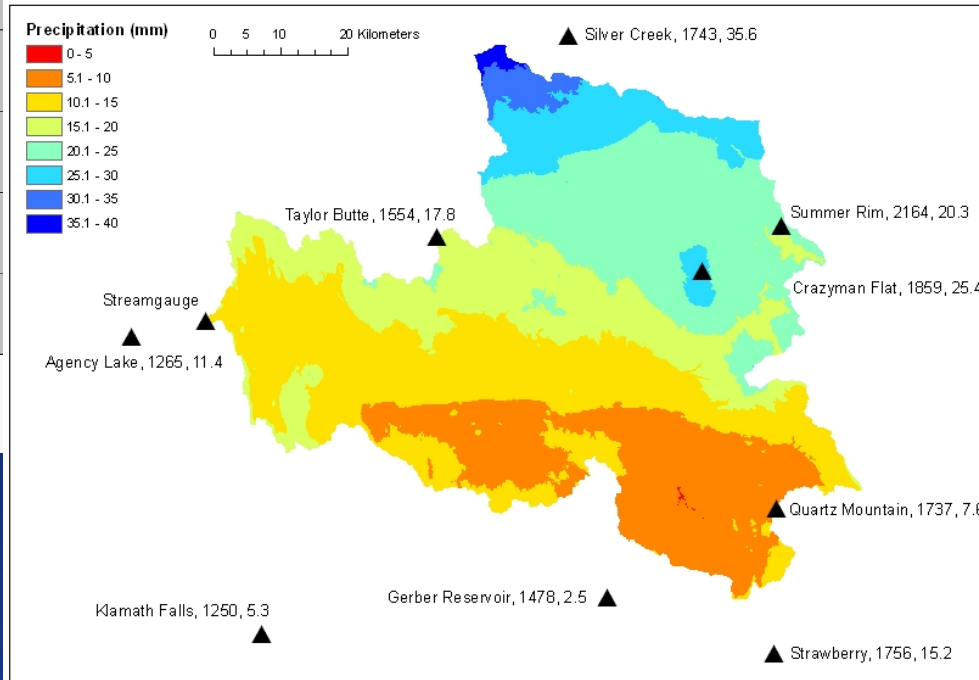 Precipitation (mm)
0 - 5
5.1 - 10
10.1 - 15
15.1 - 20
20.1 - 25
25.1 - 30
30.1 - 35
35.1 - 40
0 5 10 20 Kilometers
Silver Creek, 1743, 35.6
Taylor Butte, 1554, 17.8
Summer Rim, 2164, 20.3
Crazyman Flat, 1859, 25.4
Streamgauge
Agency Lake, 1265, 11.4
Quartz Mountain, 1737, 7.6
Gerber Reservoir, 1478, 2.5
Klamath Falls, 1250, 5.3
Strawberry, 1756, 15.2